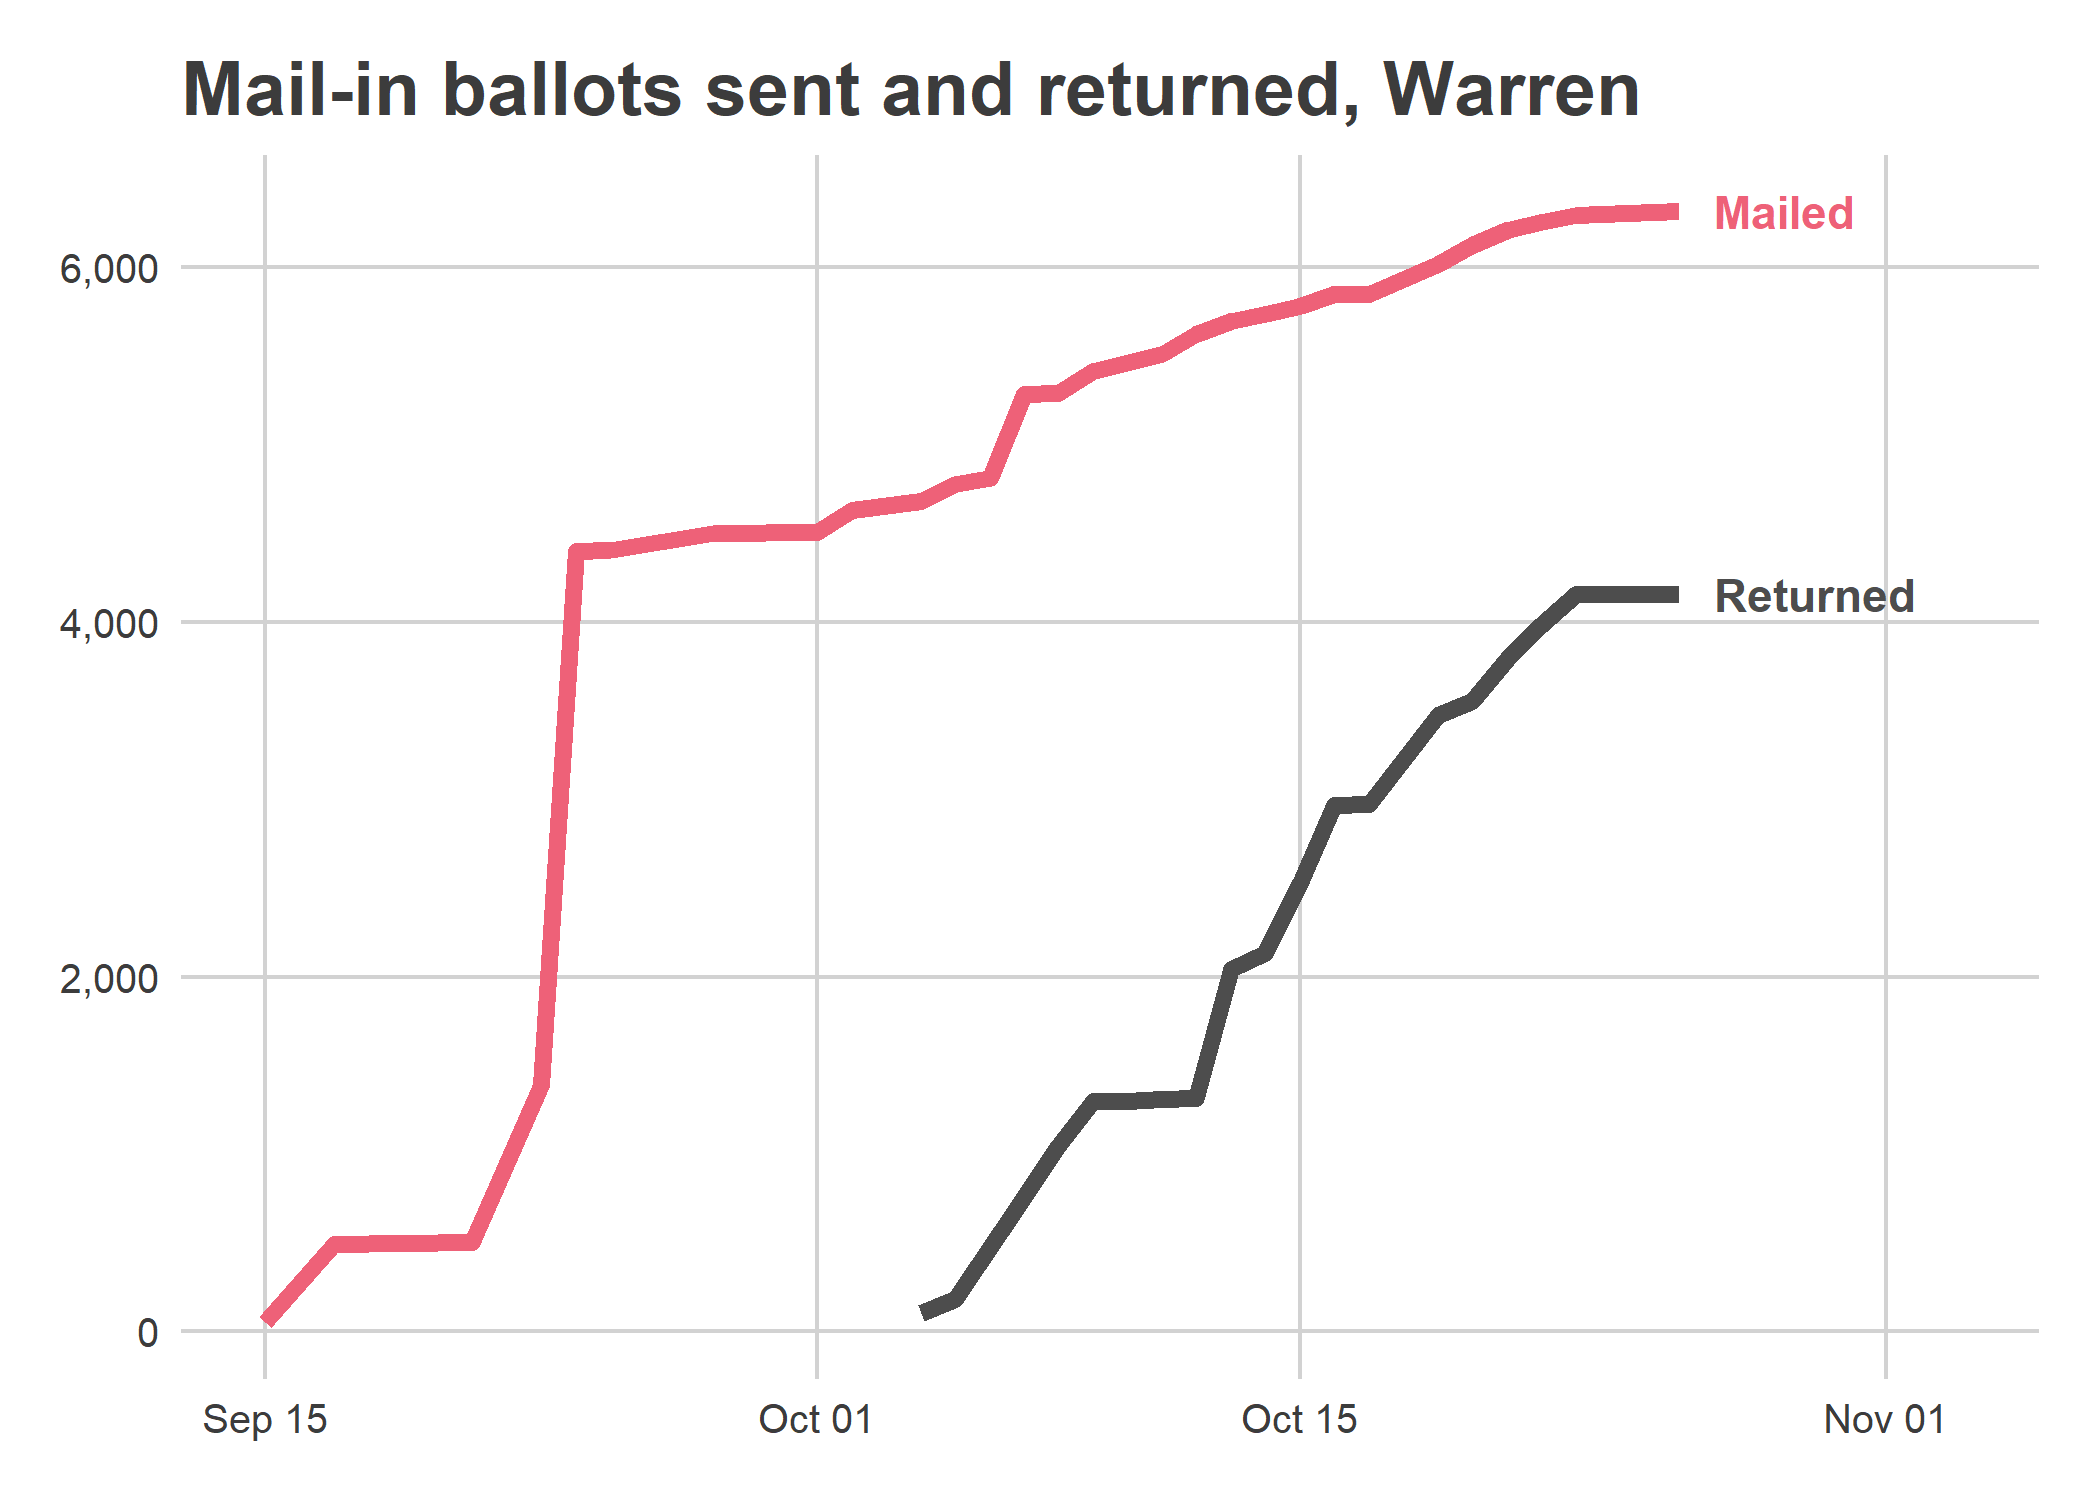 Mail-in ballots sent and returned, Warren
Mailed
6,000
Returned
4,000
2,000
0
Sep 15 Oct 01 Oct 15 Nov 01